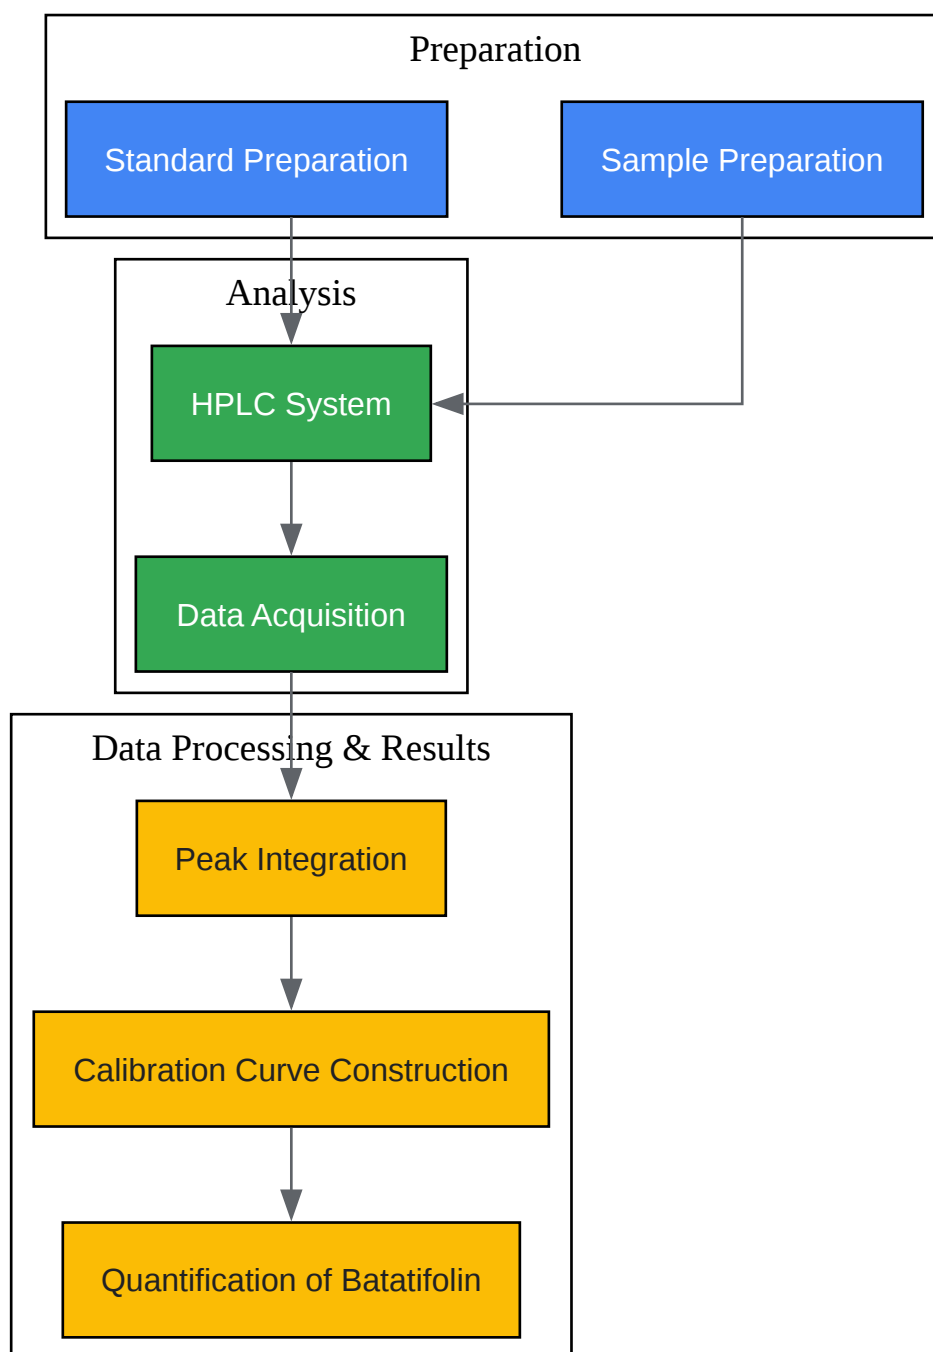 Preparation
Standard Preparation
Sample Preparation
Analysis
HPLC System
Data Acquisition
Data Processing & Results
Peak Integration
Calibration Curve Construction
Quantification of Batatifolin